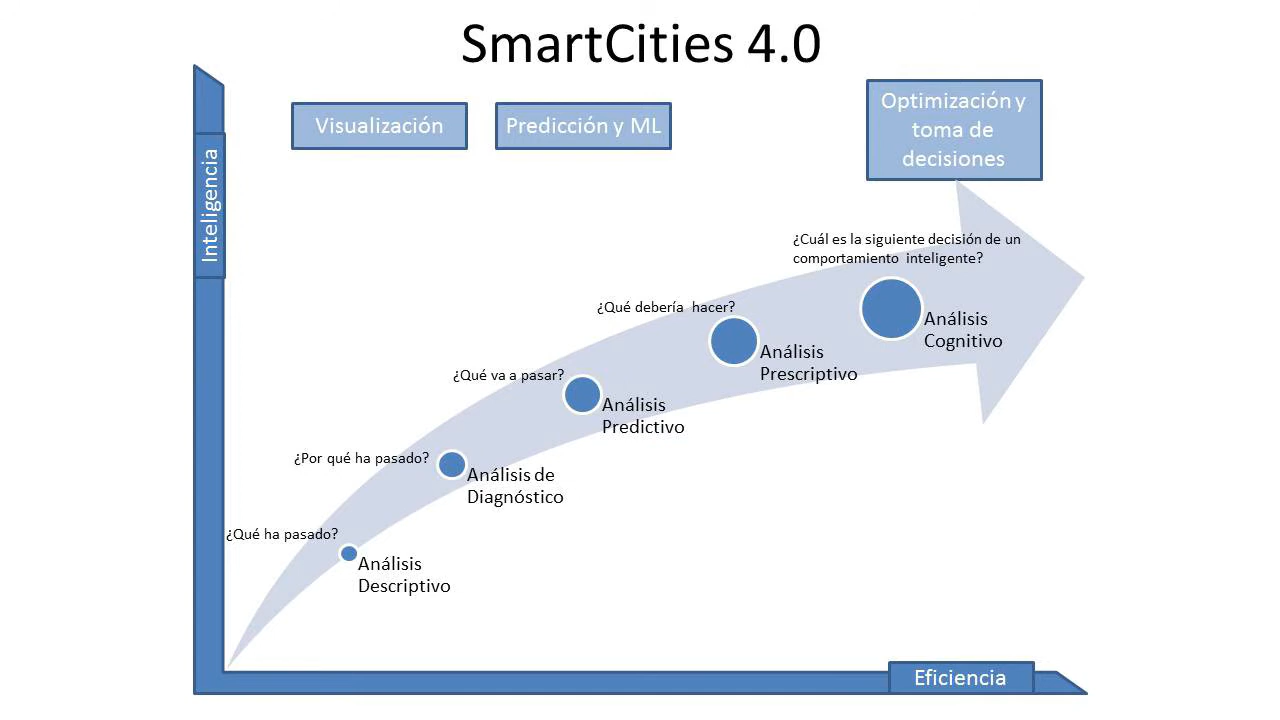 SmartCities 4.0
Visualización
Predicción y ML
Optimización y
toma de
decisiones
Inteligencia
¿Cuál es la siguiente decisión de un
comportamiento inteligente?
Análisis
Cognitivo
¿Qué debería hacer?
Análisis
Prescriptivo
¿Qué va a pasar?
Análisis
Predictivo
¿Por qué ha pasado?
Análisis de
Diagnóstico
¿Qué ha pasado?
Análisis
Descriptivo
Eficiencia